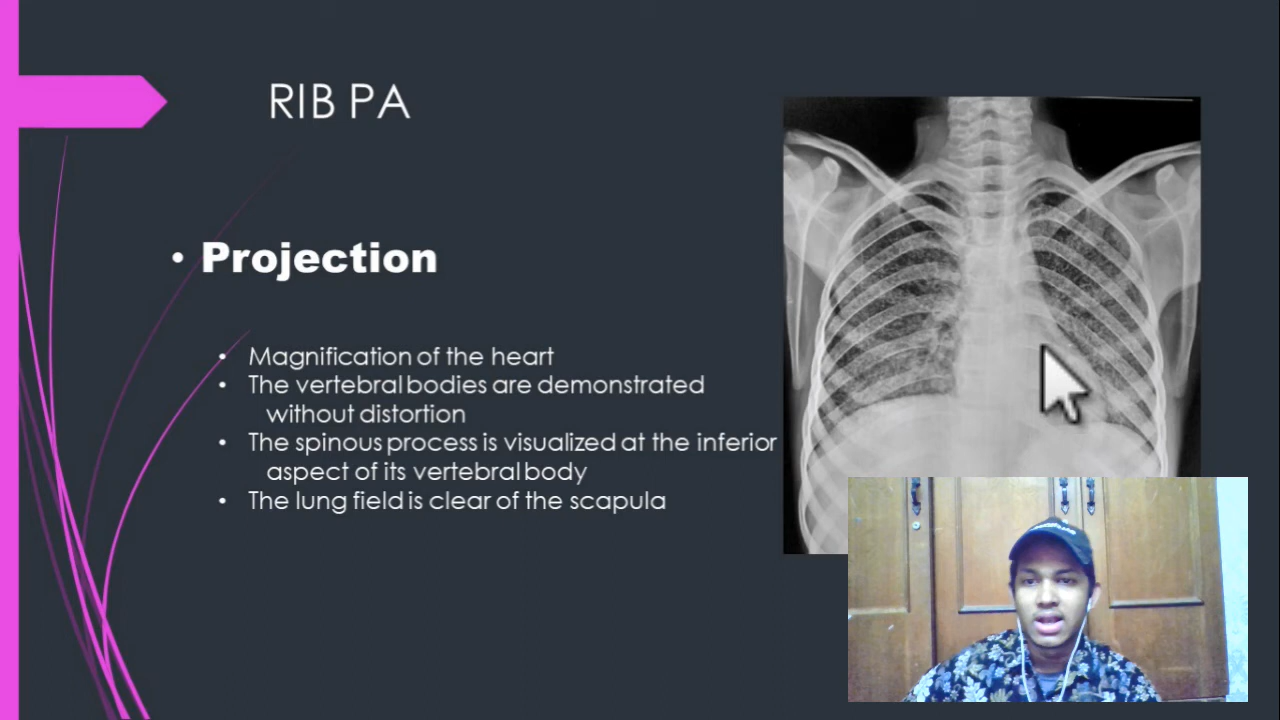 RIB PA
• Projection
• Magnification of the heart
• The vertebral bodies are demonstrated
without distortion
• The spinous process is visualized at the inferior
aspect of its vertebral body
• The lung field is clear of the scapula